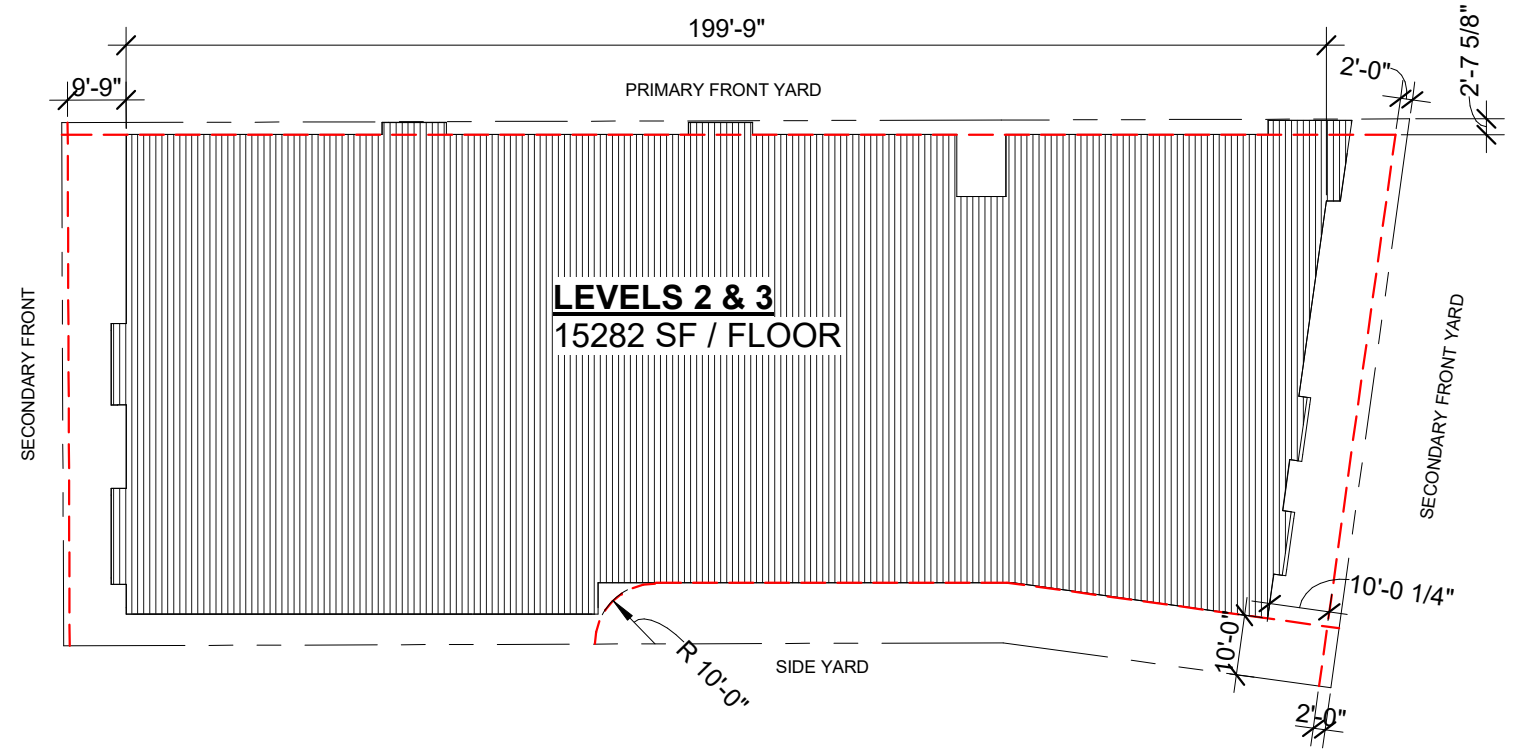 199'-9"
2'-7 5/8"
2'-0"
9'-9"
PRIMARY FRONT YARD
LEVELS 2 & 3
15282 SF / FLOOR
SECONDARY FRONT
SECONDARY FRONT YARD
10'-0 1/4"
10'-0"
R 10'-0"
SIDE YARD
2'-0"